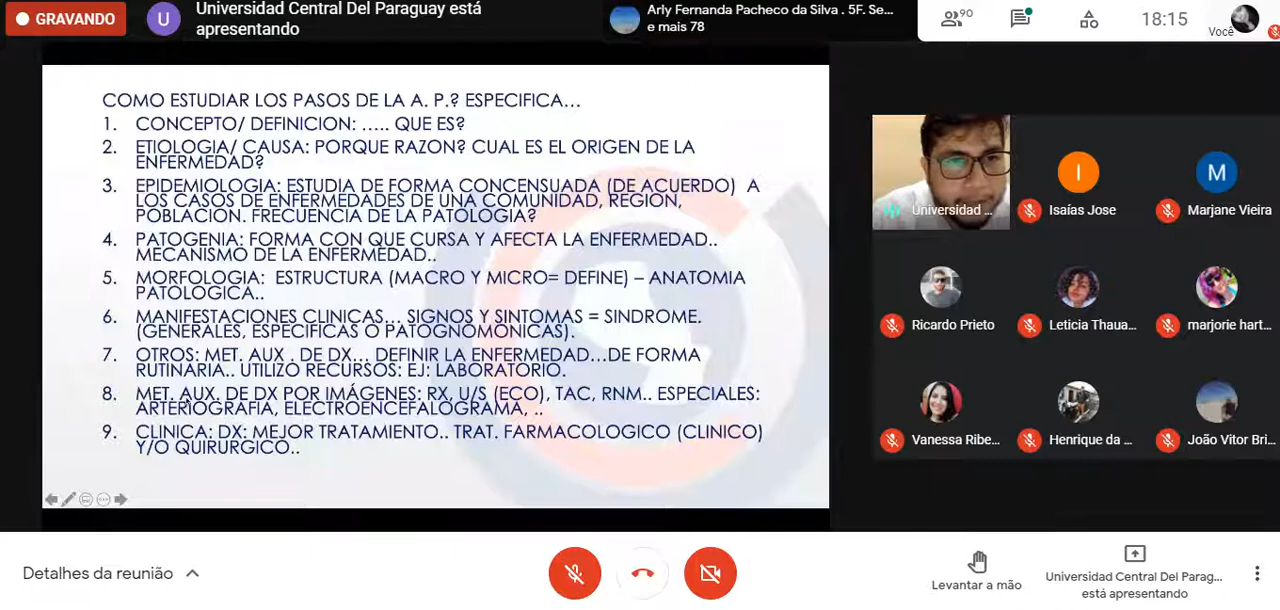 GRAVANDO
U
Universidad Central Del Paraguay está
apresentando
Arly Fernanda Pacheco da Silva . 5F. Se...
e mais 78
90
18:15
Você
COMO ESTUDIAR LOS PASOS DE LA A. P.? ESPECIFICA...
1. CONCEPTO/ DEFINICION: ..... QUE ES?
2. ETIOLOGIA/ CAUSA: PORQUE RAZON? CUAL ES EL ORIGEN DE LA
ENFERMEDAD?
3. EPIDEMIOLOGIA: ESTUDIA DE FORMA CONCENSUADA (DE ACUERDO) A
LOS CASOS DE ENFERMEDADES DE UNA COMUNIDAD, REGION,
POBLACION. FRECUENCIA DE LA PATOLOGIA?
4. PATOGENIA: FORMA CON QUE CURSA Y AFECTA LA ENFERMEDAD..
MECANISMO DE LA ENFERMEDAD..
5. MORFOLOGIA: ESTRUCTURA (MACRO Y MICRO= DEFINE) – ANATOMIA
PATOLOGICA..
6. MANIFESTACIONES CLINICAS... SIGNOS Y SINTOMAS = SINDROME.
(GENERALES, ESPECIFICAS O PATOGNOMONICAS).
7. OTROS: MET. AUX . DE DX... DEFINIR LA ENFERMEDAD...DE FORMA
RUTINARIA.. UTILIZO RECURSOS: EJ: LABORATORIO.
8. MET. AUX. DE DX POR IMÁGENES: RX, U/S (ECO), TAC, RNM.. ESPECIALES:
ARTERIOGRAFIA, ELECTROENCEFALOGRAMA, ..
9. CLINICA: DX: MEJOR TRATAMIENTO.. TRAT. FARMACOLOGICO (CLINICO)
Y/O QUIRURGICO..
Universidad ...
I
Isaías Jose
M
Marjane Vieira
Ricardo Prieto
Leticia Thaua...
marjorie hart...
Vanessa Ribe...
Henrique da ...
João Vitor Bri...
Detalhes da reunião
Levantar a mão
Universidad Central Del Parag...
está apresentando